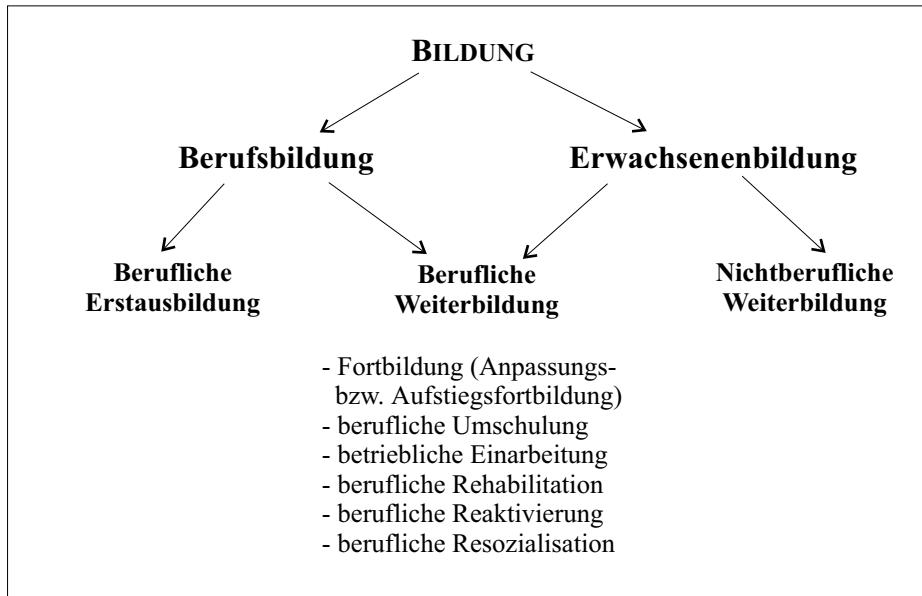 BILDUNG
Berufsbildung
Erwachsenenbildung
Berufliche
Erstausbildung
Berufliche
Weiterbildung
Nichtberufliche
Weiterbildung
- Fortbildung (Anpassungs-
bzw. Aufstiegsfortbildung)
- berufliche Umschulung
- betriebliche Einarbeitung
- berufliche Rehabilitation
- berufliche Reaktivierung
- berufliche Resozialisation